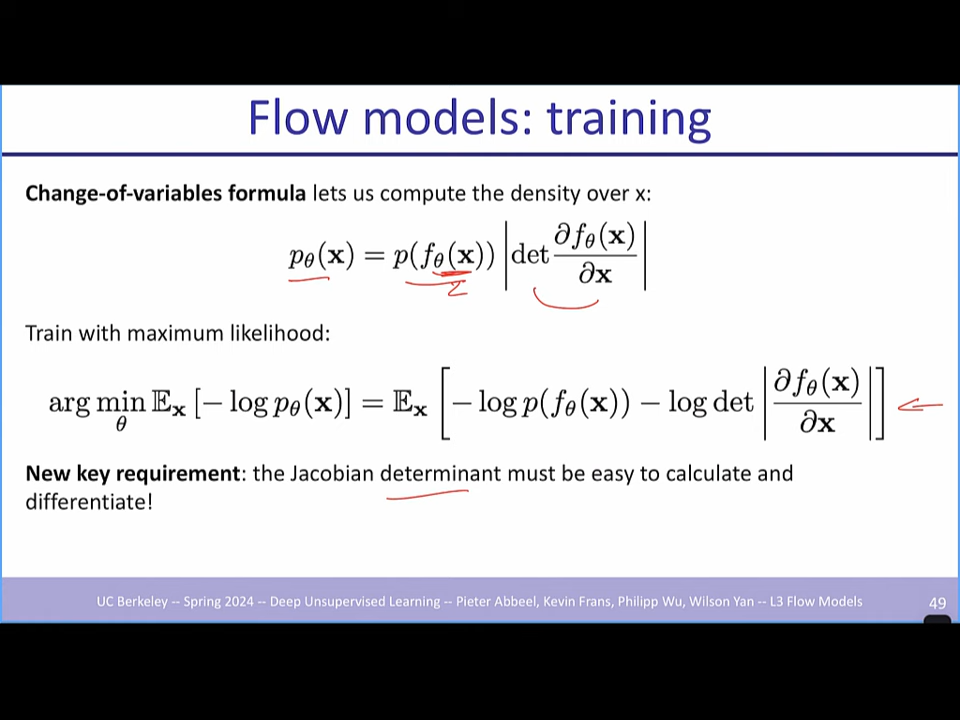 Flow models: training
Change-of-variables formula lets us compute the density over x:
pθ(x) = p(fθ(x)) |det ∂fθ(x)/∂x|
z
Train with maximum likelihood:
arg min_θ 𝔼ₓ [− log pθ(x)] = 𝔼ₓ [− log p(fθ(x)) − log det |∂fθ(x)/∂x|]
New key requirement: the Jacobian determinant must be easy to calculate and
differentiate!
UC Berkeley -- Spring 2024 -- Deep Unsupervised Learning -- Pieter Abbeel, Kevin Frans, Philipp Wu, Wilson Yan -- L3 Flow Models
49